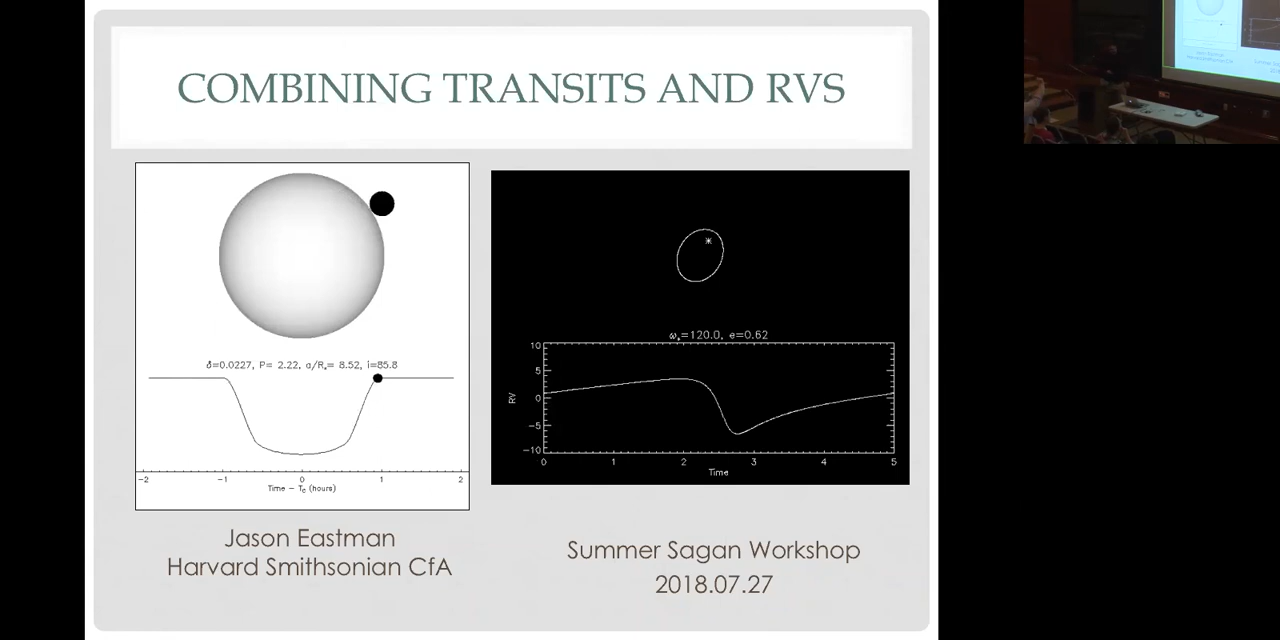 COMBINING TRANSITS AND RVS
δ=0.0227, P= 2.22, a/R*= 8.52, i=85.8
-2 -1 0 1 2
Time - Tc (hours)
ω*=120.0, e=0.62
10
5
0
-5
-10
RV
0 1 2 3 4 5
Time
Jason Eastman
Harvard Smithsonian CfA
Summer Sagan Workshop
2018.07.27